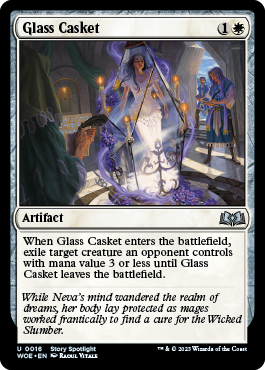 Glass Casket 1
Artifact
When Glass Casket enters the battlefield,
exile target creature an opponent controls
with mana value 3 or less until Glass
Casket leaves the battlefield.
While Neva's mind wandered the realm of
dreams, her body lay protected as mages
worked frantically to find a cure for the Wicked
Slumber.
U 0016 Story Spotlight
WOE • EN Raoul Vitale
™ & © 2023 Wizards of the Coast